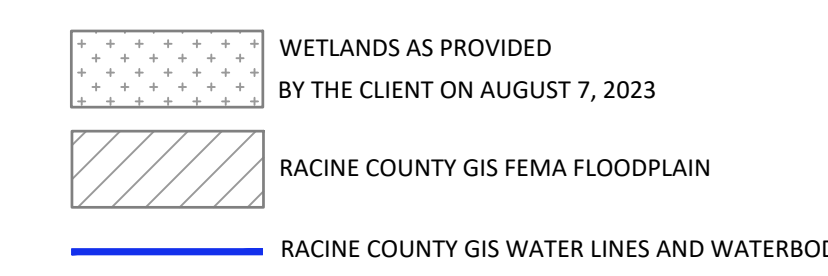 WETLANDS AS PROVIDED
BY THE CLIENT ON AUGUST 7, 2023
RACINE COUNTY GIS FEMA FLOODPLAIN
RACINE COUNTY GIS WATER LINES AND